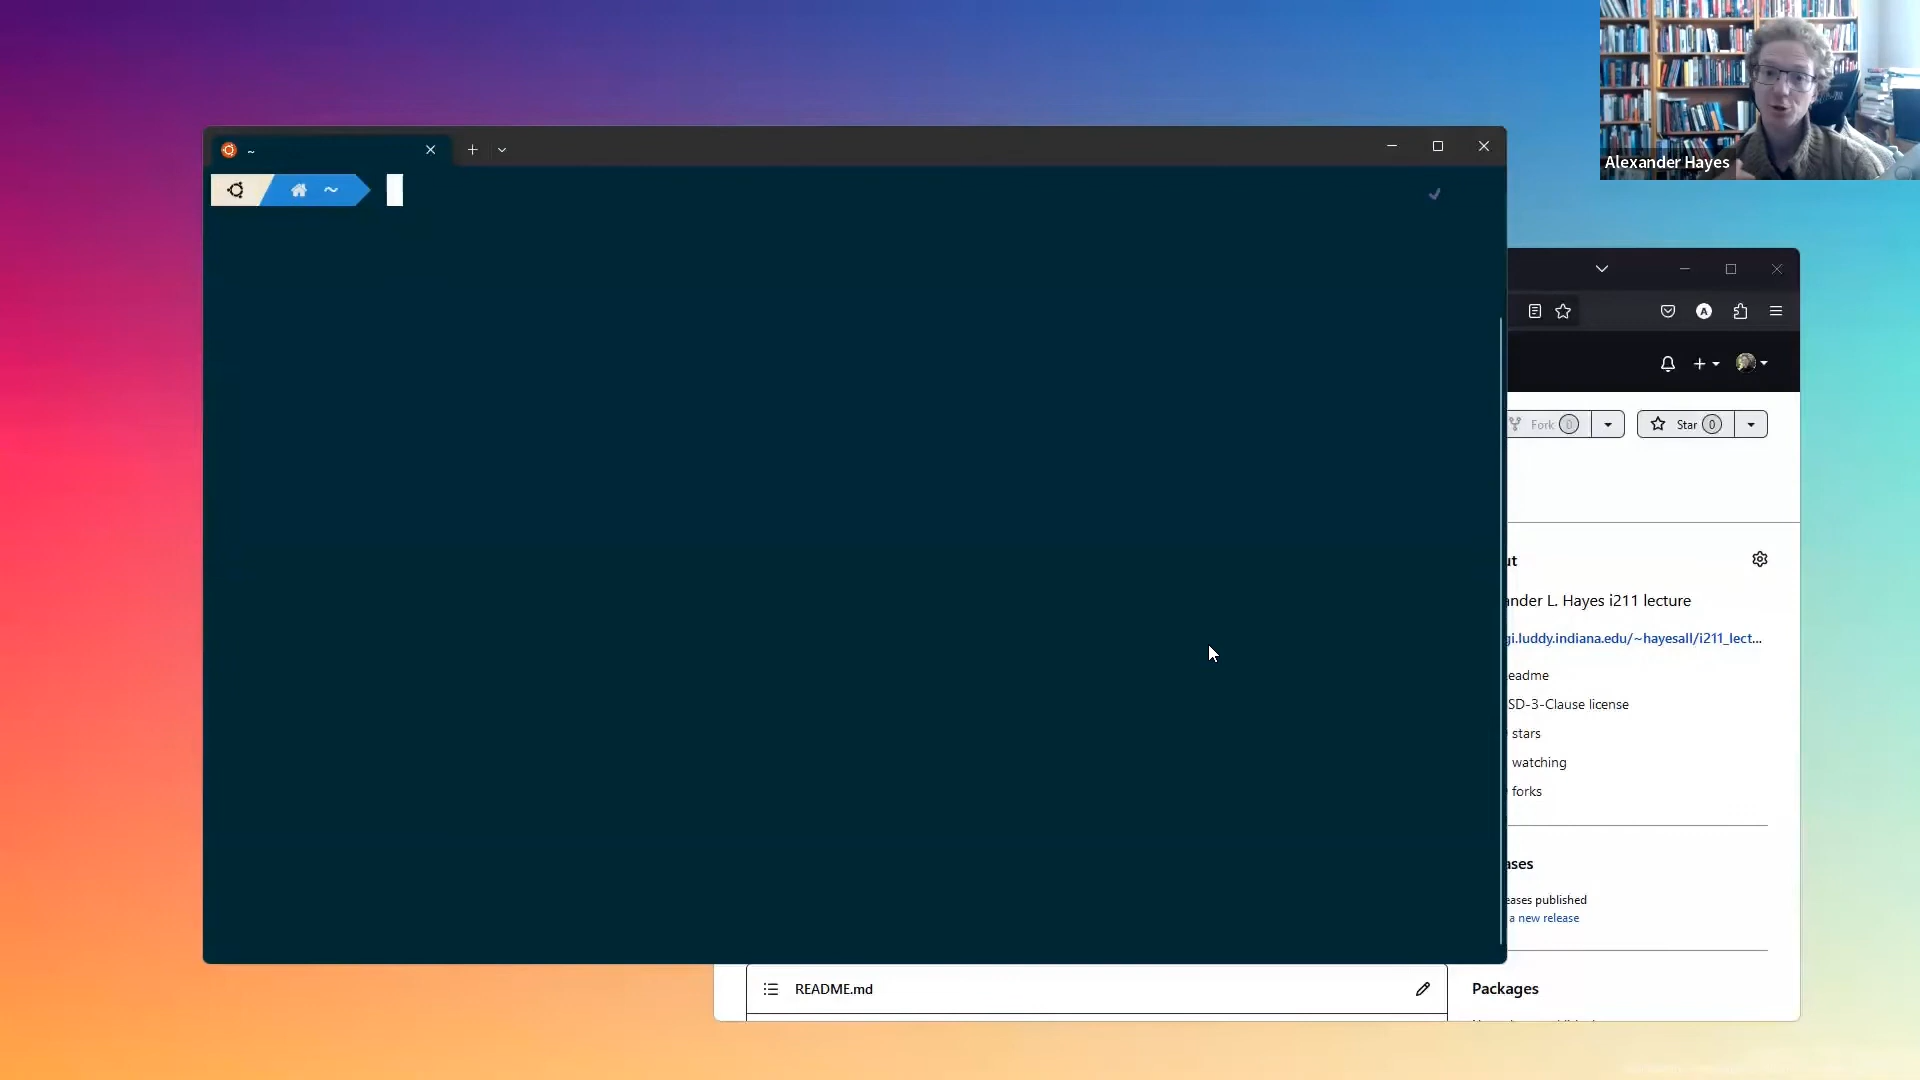 ~
~
Alexander Hayes
A
Fork 0
Star 0
ut
ander L. Hayes i211 lecture
gi.luddy.indiana.edu/~hayesall/i211_lect...
eadme
SD-3-Clause license
stars
watching
forks
ases
eases published
a new release
README.md
Packages